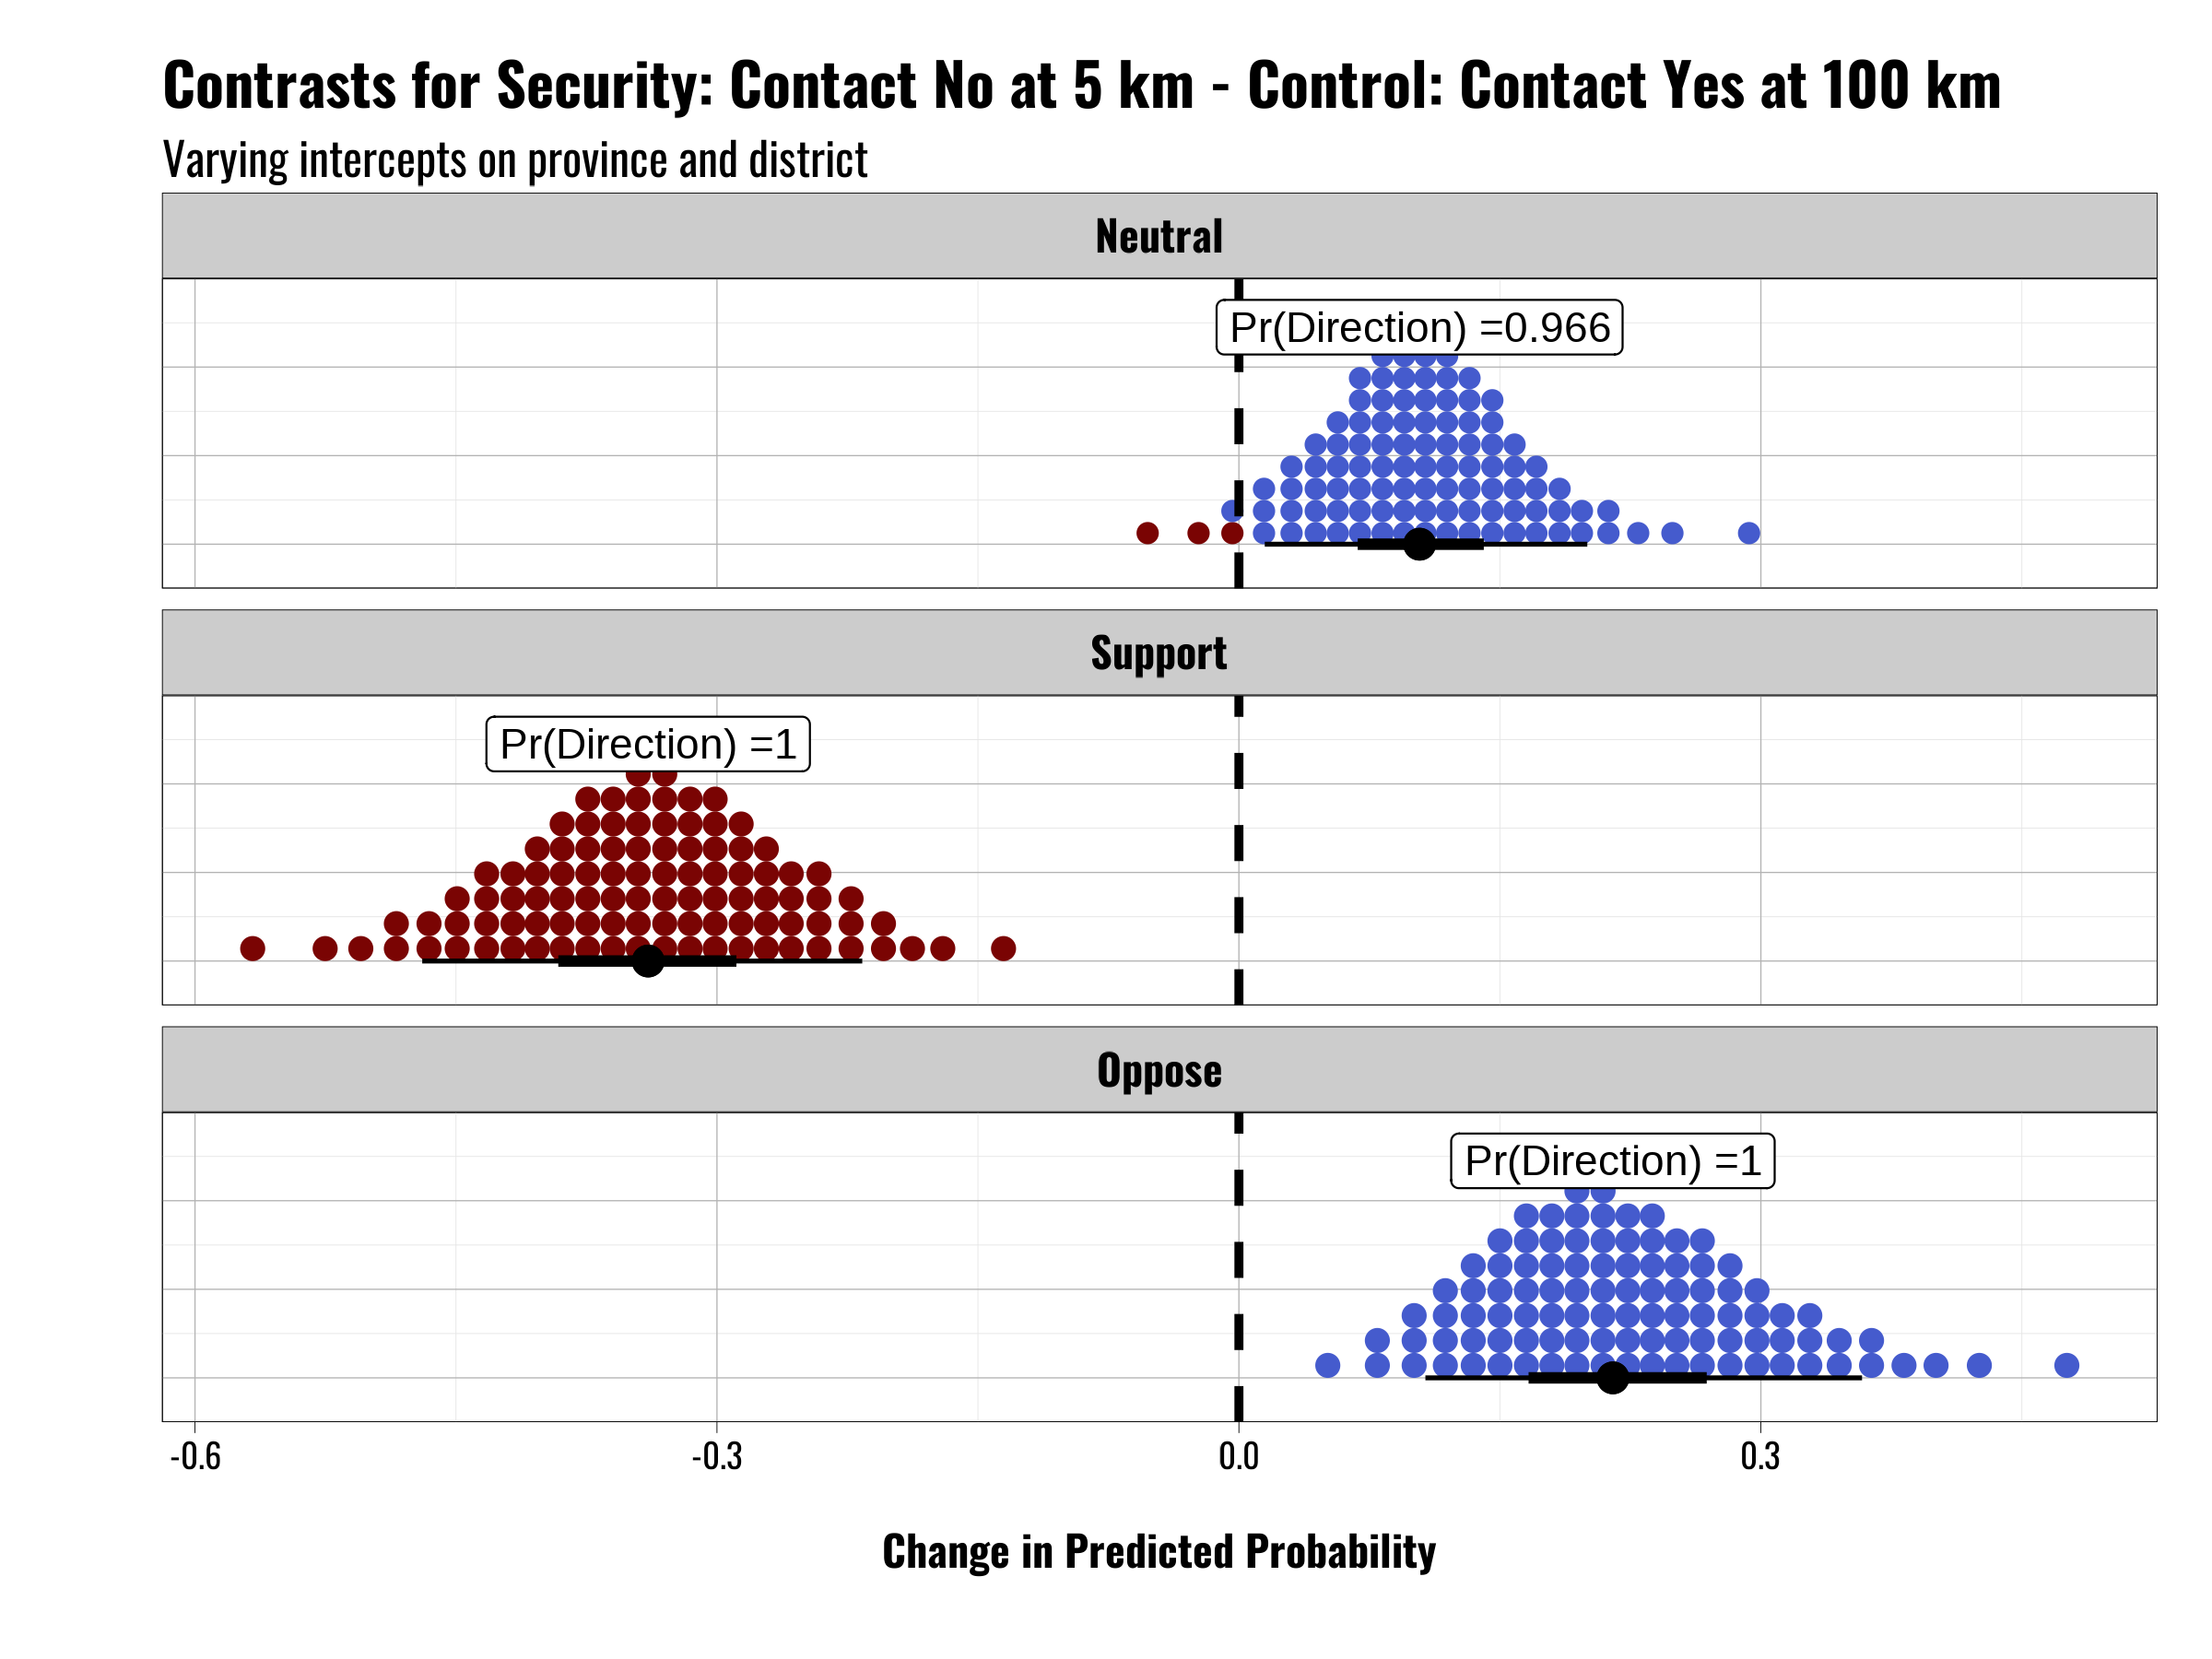 Contrasts for Security: Contact No at 5 km - Control: Contact Yes at 100 km
Varying intercepts on province and district
Neutral
Pr(Direction) =0.966
Support
Pr(Direction) =1
Oppose
Pr(Direction) =1
-0.6 -0.3 0.0 0.3
Change in Predicted Probability